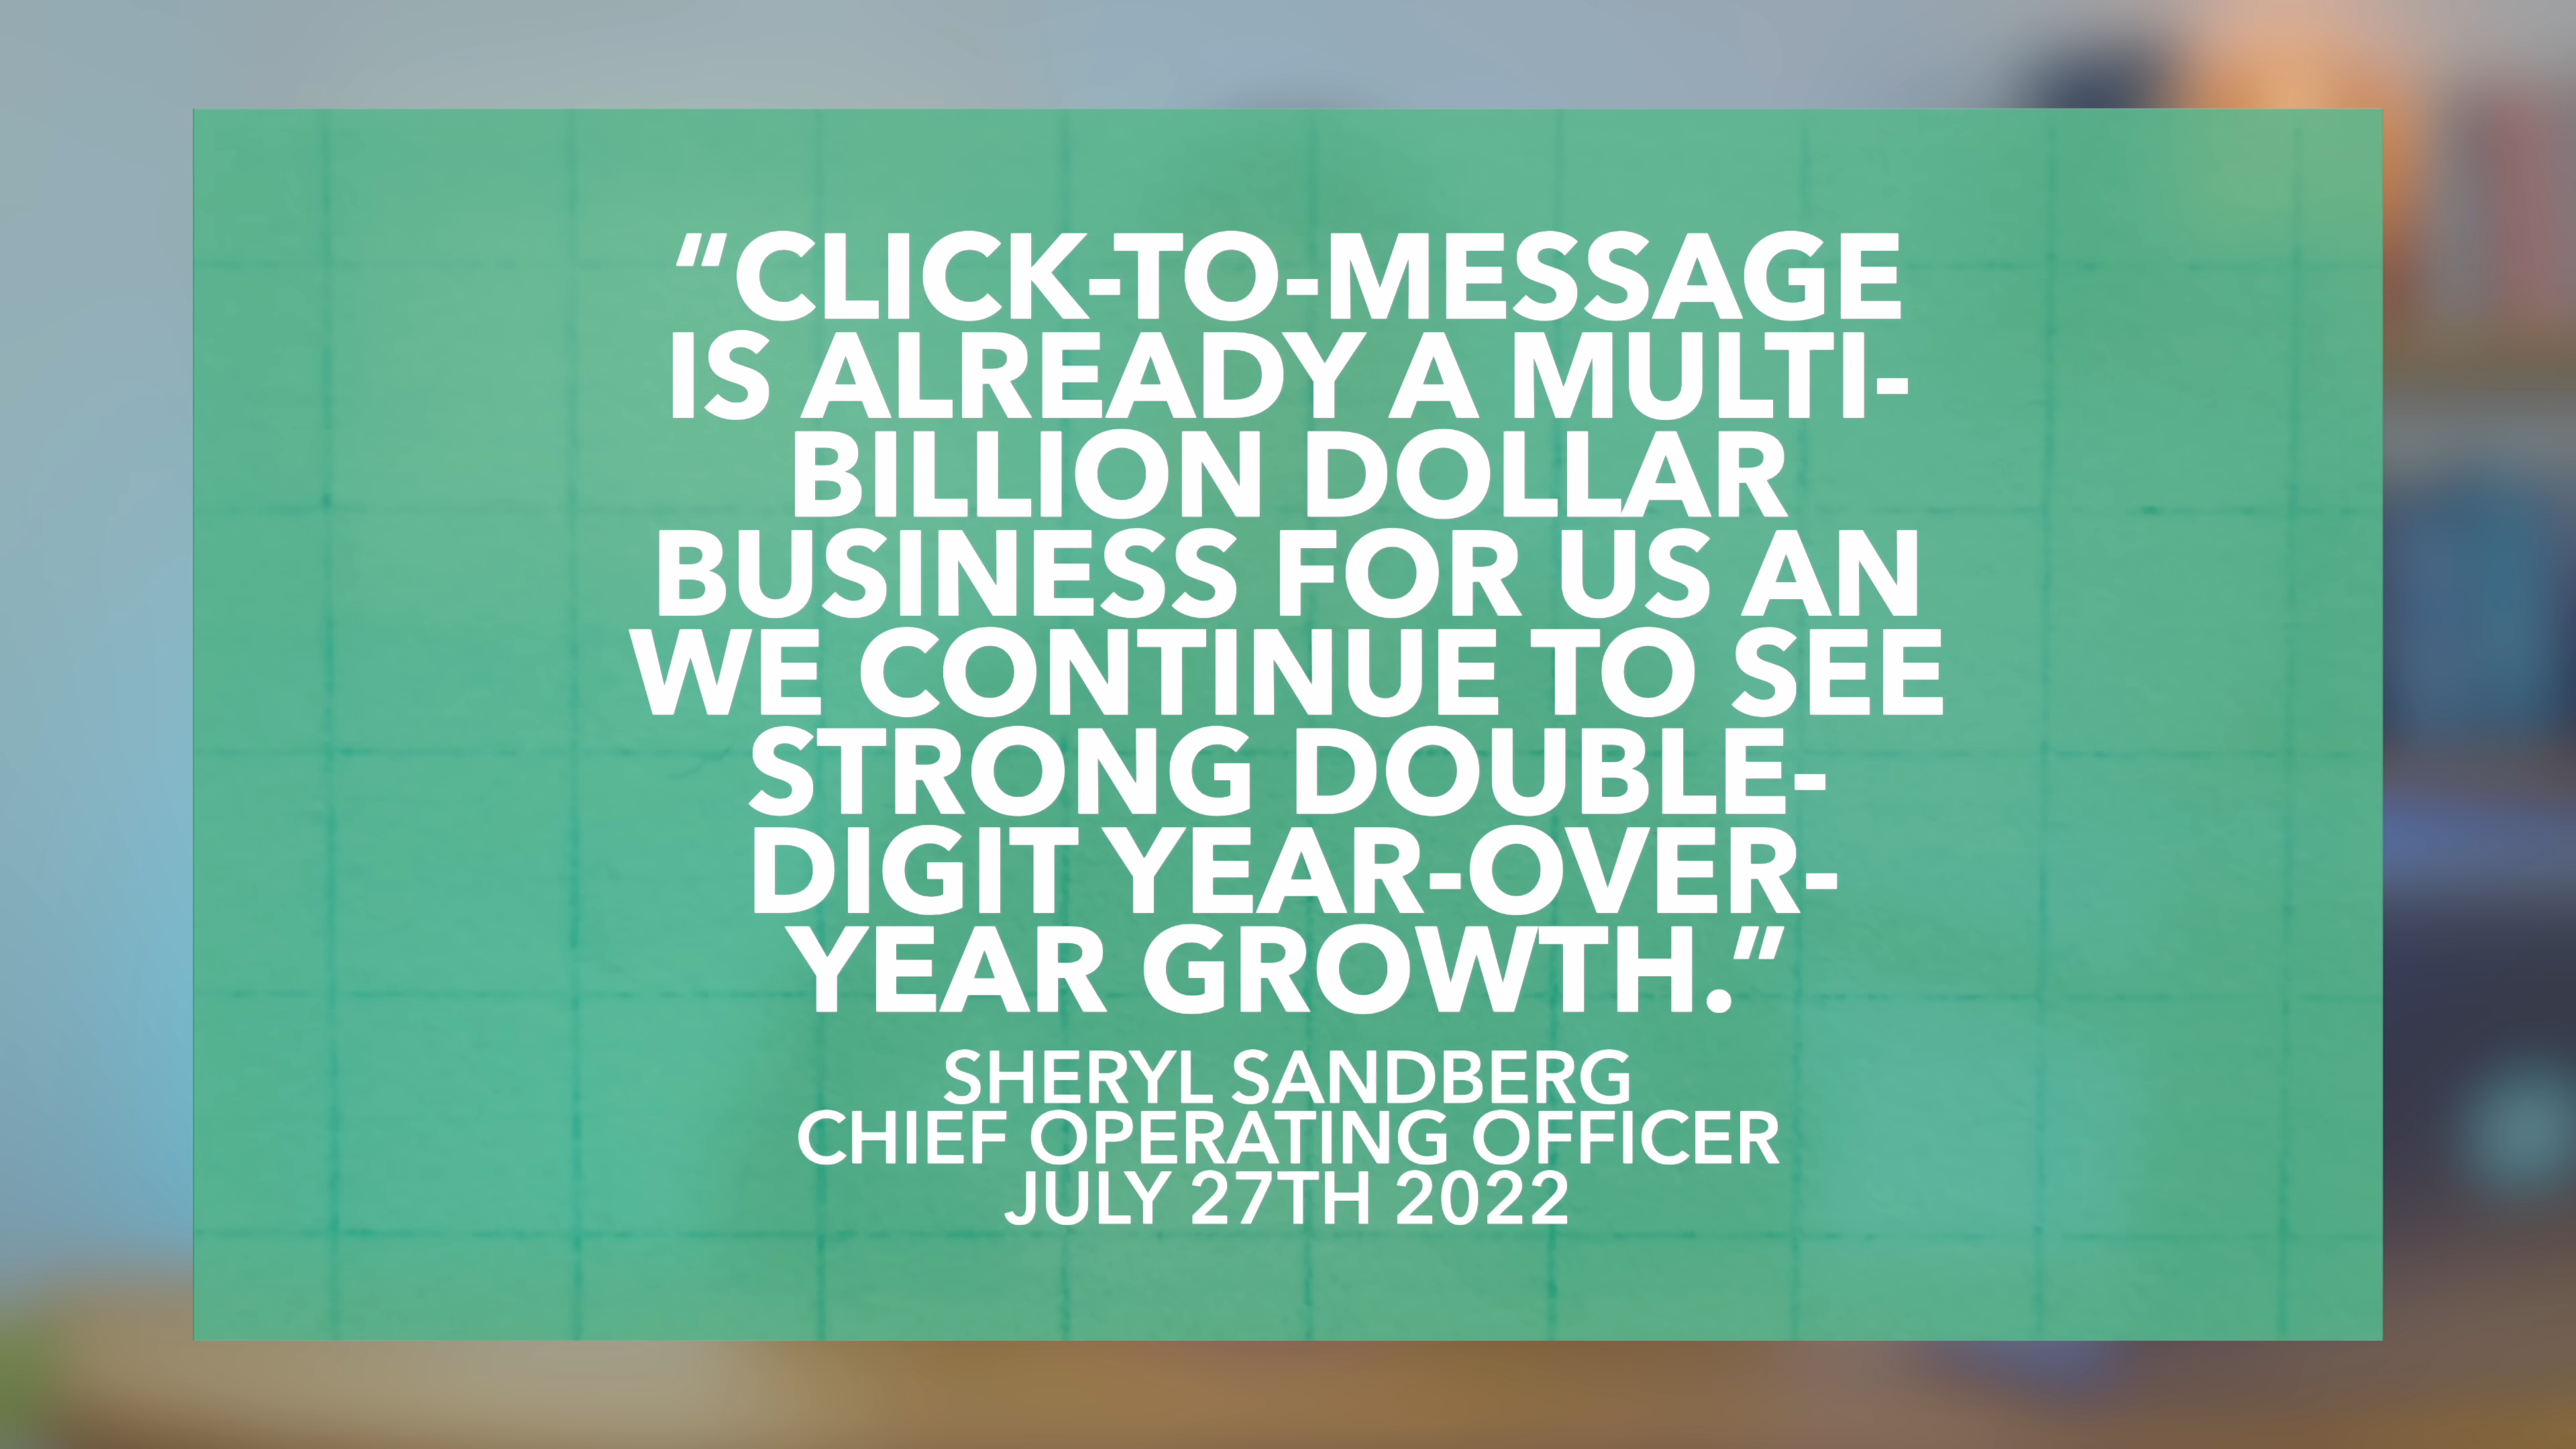 “CLICK-TO-MESSAGE
IS ALREADY A MULTI-
BILLION DOLLAR
BUSINESS FOR US AN
WE CONTINUE TO SEE
STRONG DOUBLE-
DIGIT YEAR-OVER-
YEAR GROWTH.”
SHERYL SANDBERG
CHIEF OPERATING OFFICER
JULY 27TH 2022